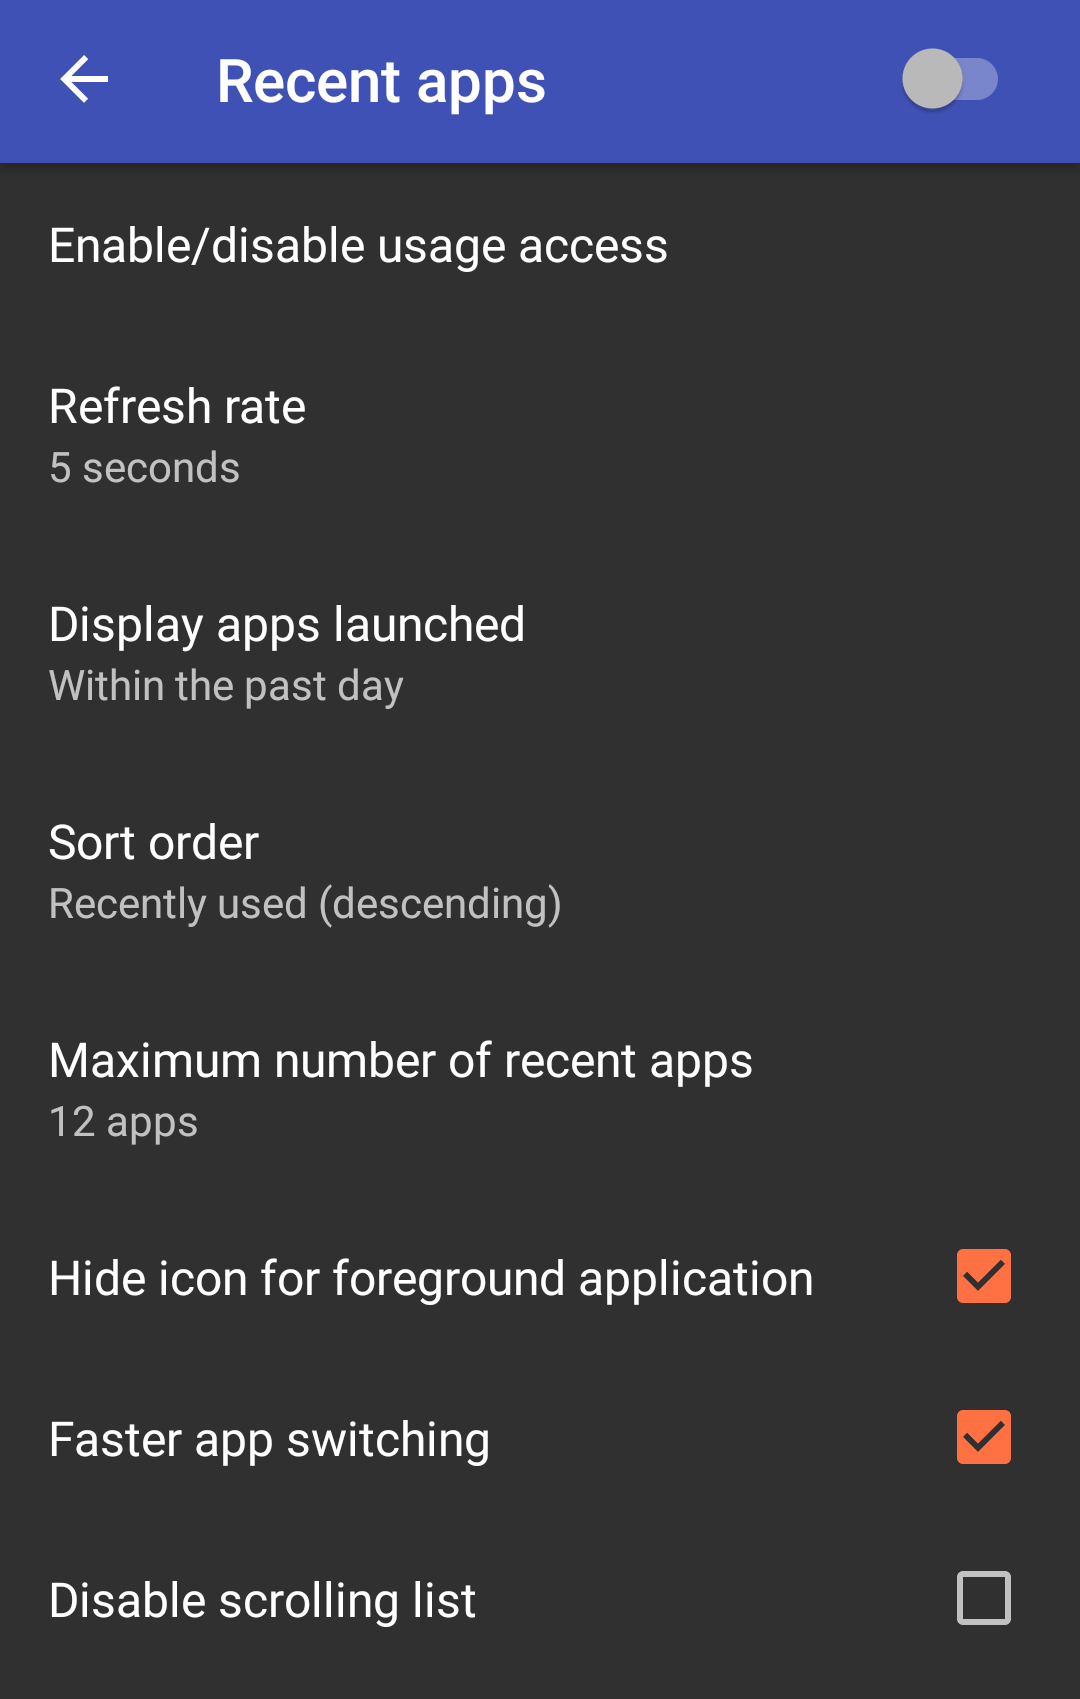 Recent apps
Enable/disable usage access
Refresh rate
5 seconds
Display apps launched
Within the past day
Sort order
Recently used (descending)
Maximum number of recent apps
12 apps
Hide icon for foreground application
Faster app switching
Disable scrolling list